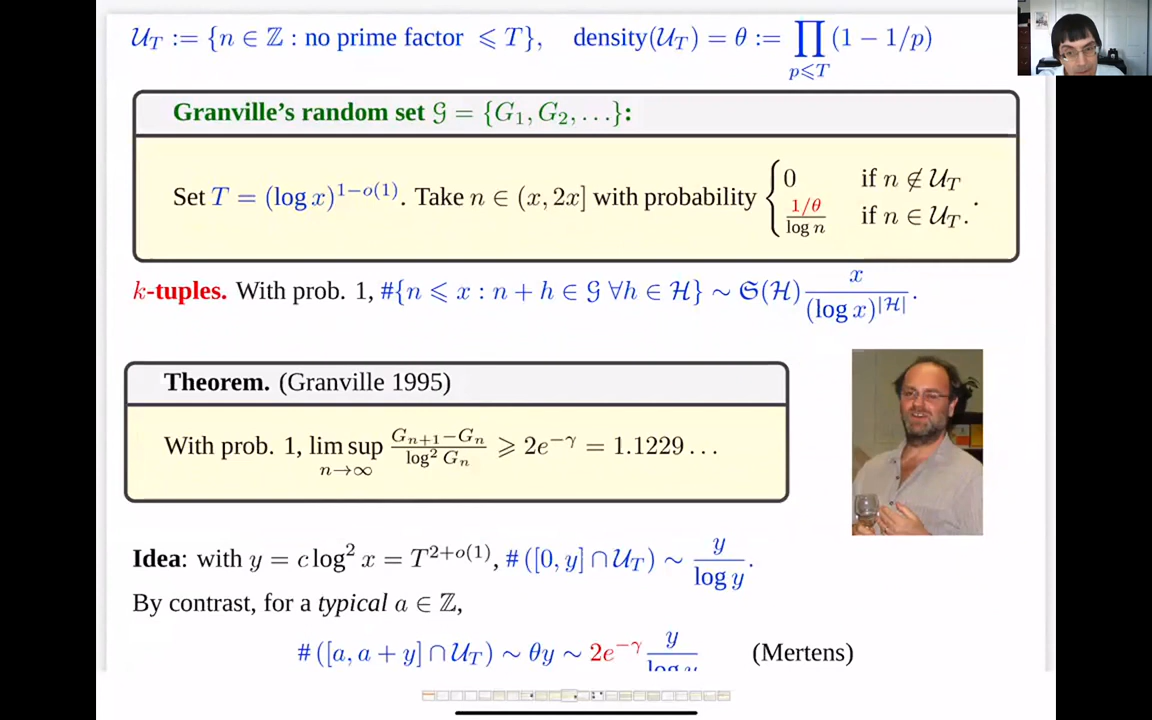 𝒰_T := {n ∈ ℤ : no prime factor ⩽ T}, density(𝒰_T) = θ := ∏_{p⩽T} (1 − 1/p)
Granville's random set 𝒢 = {G₁, G₂, …}:
Set T = (log x)^{1−o(1)}. Take n ∈ (x, 2x] with probability { 0 if n ∉ 𝒰_T
(1/θ)/(log n) if n ∈ 𝒰_T. .
k-tuples. With prob. 1, #{n ⩽ x : n + h ∈ 𝒢 ∀h ∈ ℋ} ∼ 𝔖(ℋ) x/(log x)^{|ℋ|}.
Theorem. (Granville 1995)
With prob. 1, lim sup_{n→∞} (G_{n+1}−G_n)/(log² G_n) ⩾ 2e^{−γ} = 1.1229…
Idea: with y = c log² x = T^{2+o(1)}, # ([0, y] ∩ 𝒰_T) ∼ y/(log y).
By contrast, for a typical a ∈ ℤ,
# ([a, a + y] ∩ 𝒰_T) ∼ θy ∼ 2e^{−γ} y/(log y) (Mertens)